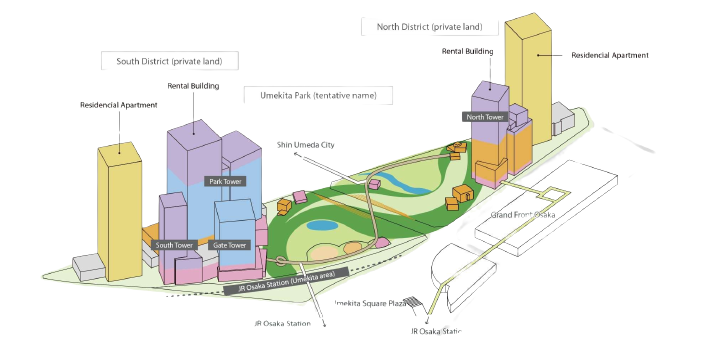 North District (private land)
Rental Building
Residencial Apartment
South District (private land)
Rental Building
Umekita Park (tentative name)
Residencial Apartment
North Tower
Shin Umeda City
Park Tower
Grand Front Osaka
South Tower
Gate Tower
JR Osaka Station (Umekita area)
Umekita Square Plaza
JR Osaka Station
JR Osaka